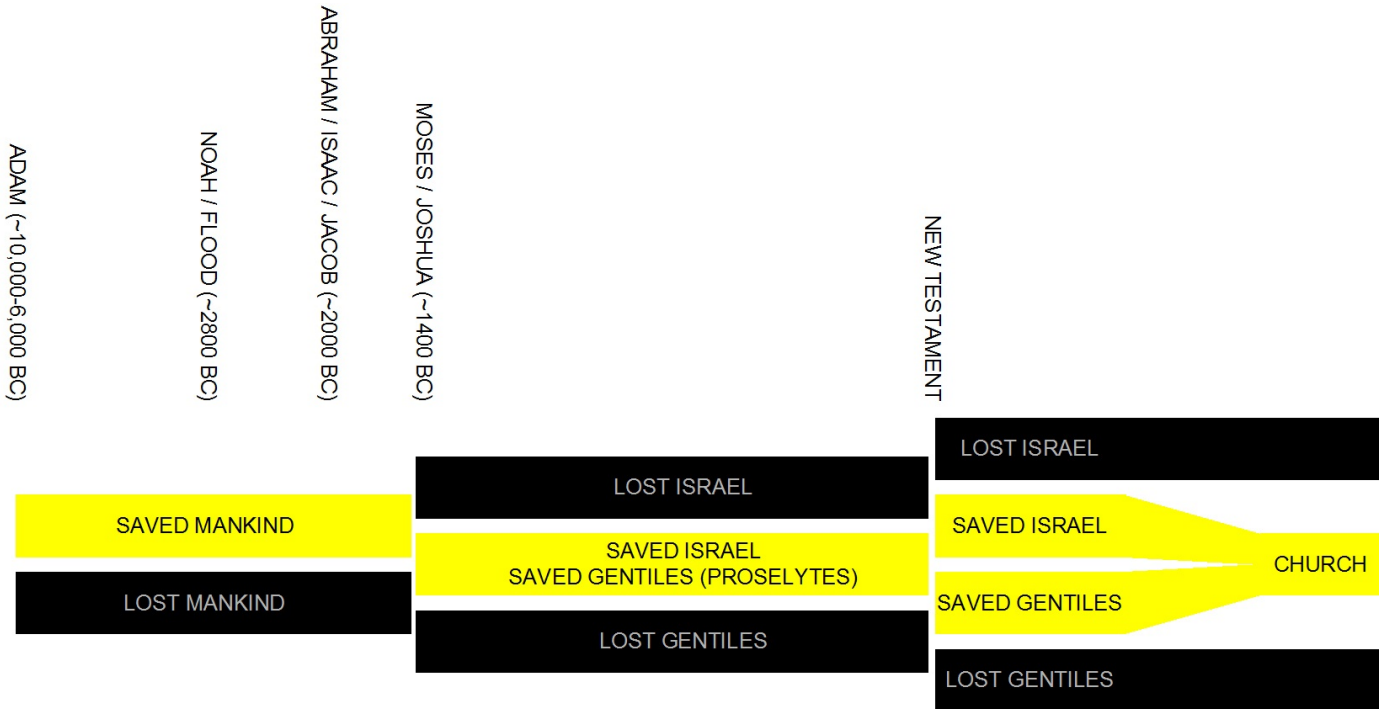 ADAM (~10,000-6,000 BC)
NOAH / FLOOD (~2800 BC)
ABRAHAM / ISAAC / JACOB (~2000 BC)
MOSES / JOSHUA (~1400 BC)
NEW TESTAMENT
SAVED MANKIND
LOST MANKIND
LOST ISRAEL
SAVED ISRAEL
SAVED GENTILES (PROSELYTES)
LOST GENTILES
LOST ISRAEL
SAVED ISRAEL
SAVED GENTILES
LOST GENTILES
CHURCH